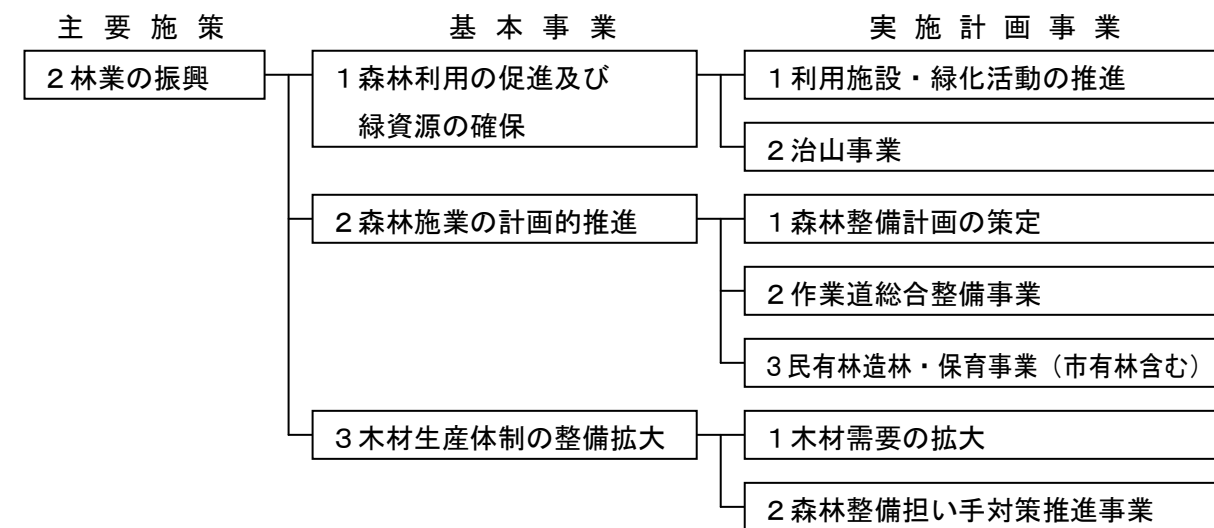 主要施策 基本事業 実施計画事業
2林業の振興 1森林利用の促進及び 1利用施設・緑化活動の推進
緑資源の確保
2治山事業
2森林施業の計画的推進 1森林整備計画の策定
2作業道総合整備事業
3民有林造林・保育事業（市有林含む）
3木材生産体制の整備拡大 1木材需要の拡大
2森林整備担い手対策推進事業